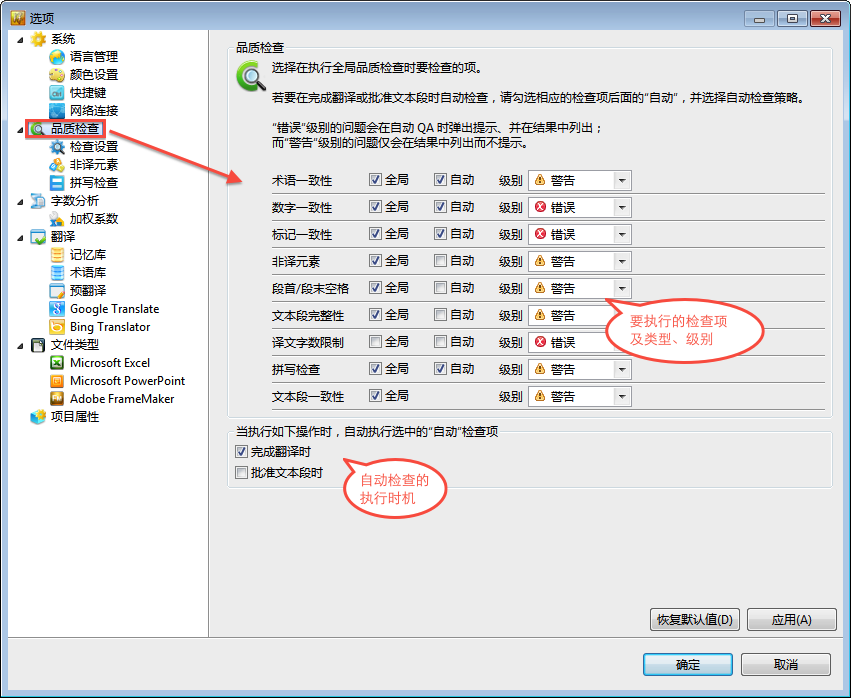 选项
系统
语言管理
颜色设置
快捷键
网络连接
品质检查
检查设置
非译元素
拼写检查
字数分析
加权系数
翻译
记忆库
术语库
预翻译
Google Translate
Bing Translator
文件类型
Microsoft Excel
Microsoft PowerPoint
Adobe FrameMaker
项目属性
品质检查
选择在执行全局品质检查时要检查的项。
若要在完成翻译或批准文本段时自动检查，请勾选相应的检查项后面的“自动”，并选择自动检查策略。
“错误”级别的问题会在自动 QA 时弹出提示、并在结果中列出；
而“警告”级别的问题仅会在结果中列出而不提示。
术语一致性 全局 自动 级别 警告
数字一致性 全局 自动 级别 错误
标记一致性 全局 自动 级别 错误
非译元素 全局 自动 级别 警告
段首/段末空格 全局 自动 级别 警告
文本段完整性 全局 自动 级别 警告
译文字数限制 全局 自动 级别 错误
拼写检查 全局 自动 级别 警告
文本段一致性 全局 级别 警告
要执行的检查项
及类型、级别
当执行如下操作时，自动执行选中的“自动”检查项
完成翻译时
批准文本段时
自动检查的
执行时机
恢复默认值(D) 应用(A)
确定 取消